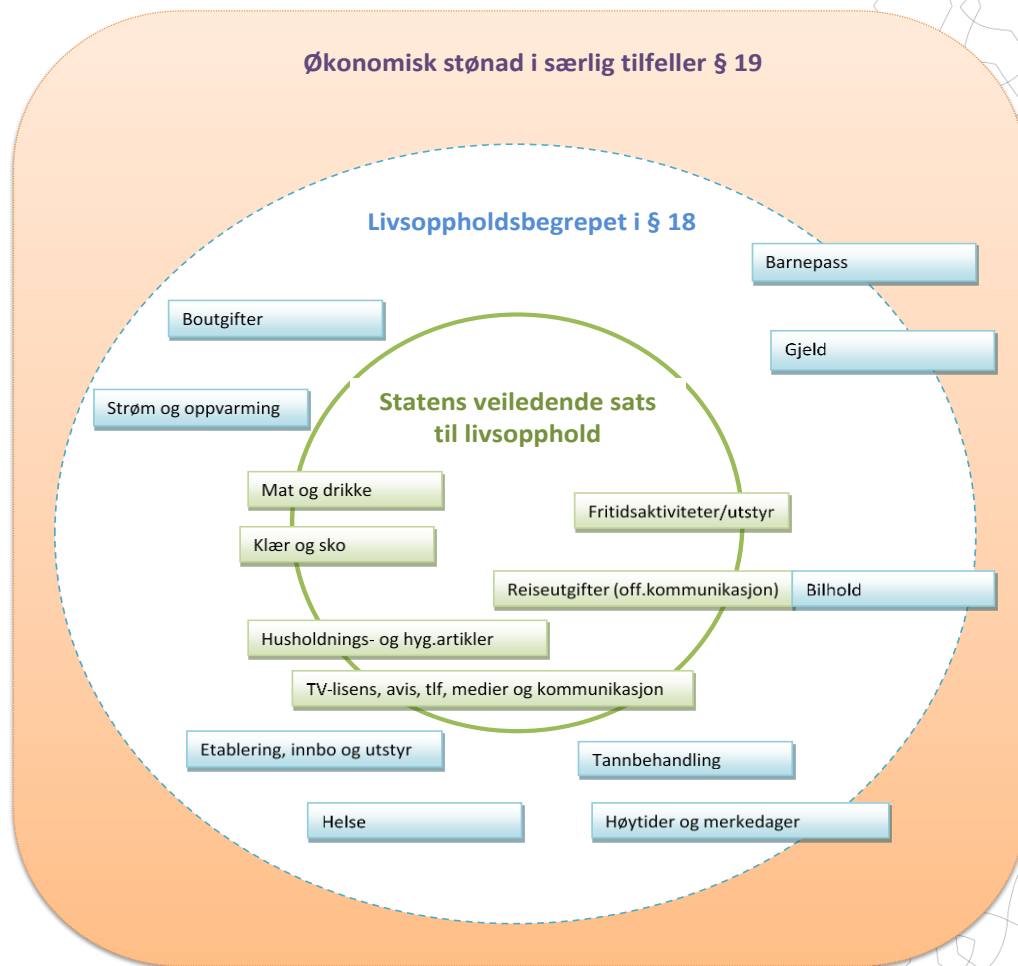 Økonomisk stønad i særlig tilfeller § 19
Livsoppholdsbegrepet i § 18
Barnepass
Boutgifter
Gjeld
Statens veiledende sats
til livsopphold
Strøm og oppvarming
Mat og drikke
Fritidsaktiviteter/utstyr
Klær og sko
Reiseutgifter (off.kommunikasjon)
Bilhold
Husholdnings- og hyg.artikler
TV-lisens, avis, tlf, medier og kommunikasjon
Etablering, innbo og utstyr
Tannbehandling
Helse
Høytider og merkedager